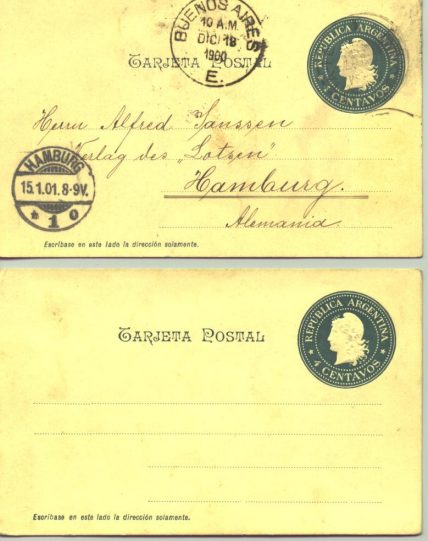 BUENOS AIRES
10 A.M.
DIC 18
1900
E.
TARJETA POSTAL
REPÚBLICA ARGENTINA
4 CENTAVOS
Herrn Alfred Janssen
Verlag des „Lotsen"
Hamburg.
Alemania.
HAMBURG
15.1.01.8-9V.
* 1 o
Escríbase en este lado la dirección solamente.
TARJETA POSTAL
REPÚBLICA ARGENTINA
4 CENTAVOS
Escríbase en este lado la dirección solamente.